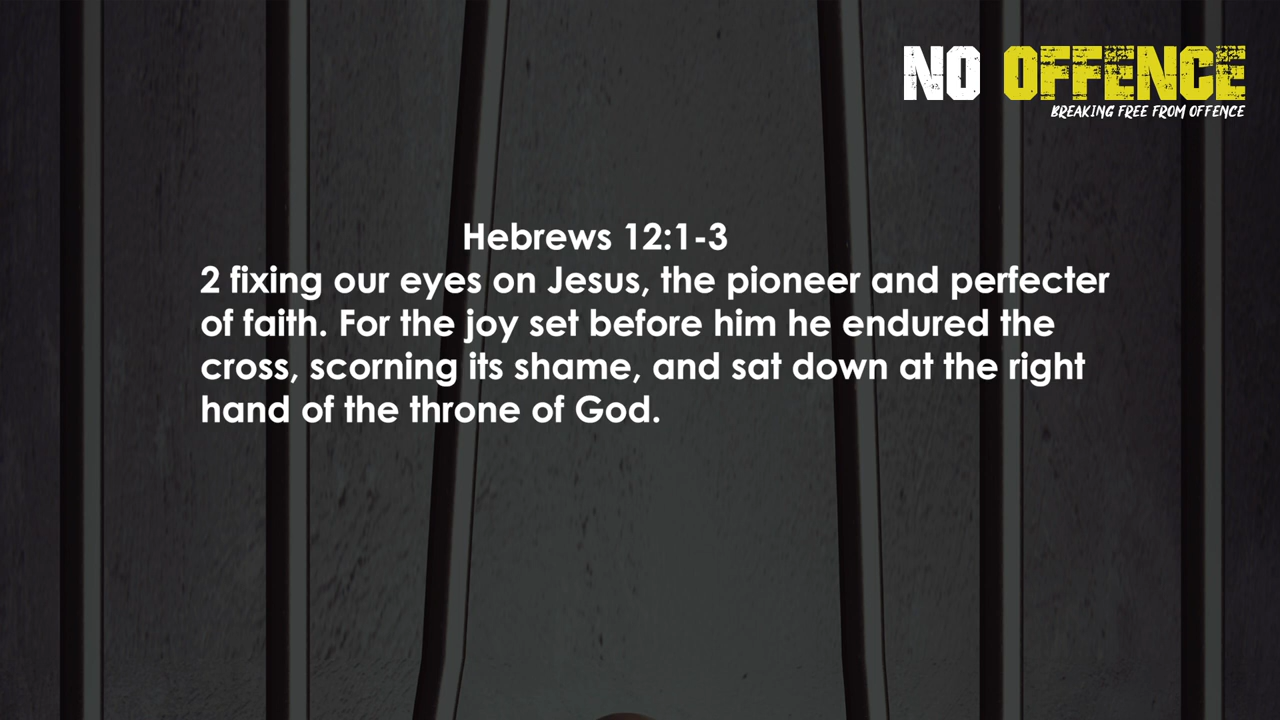 NO OFFENCE
BREAKING FREE FROM OFFENCE
Hebrews 12:1-3
2 fixing our eyes on Jesus, the pioneer and perfecter
of faith. For the joy set before him he endured the
cross, scorning its shame, and sat down at the right
hand of the throne of God.